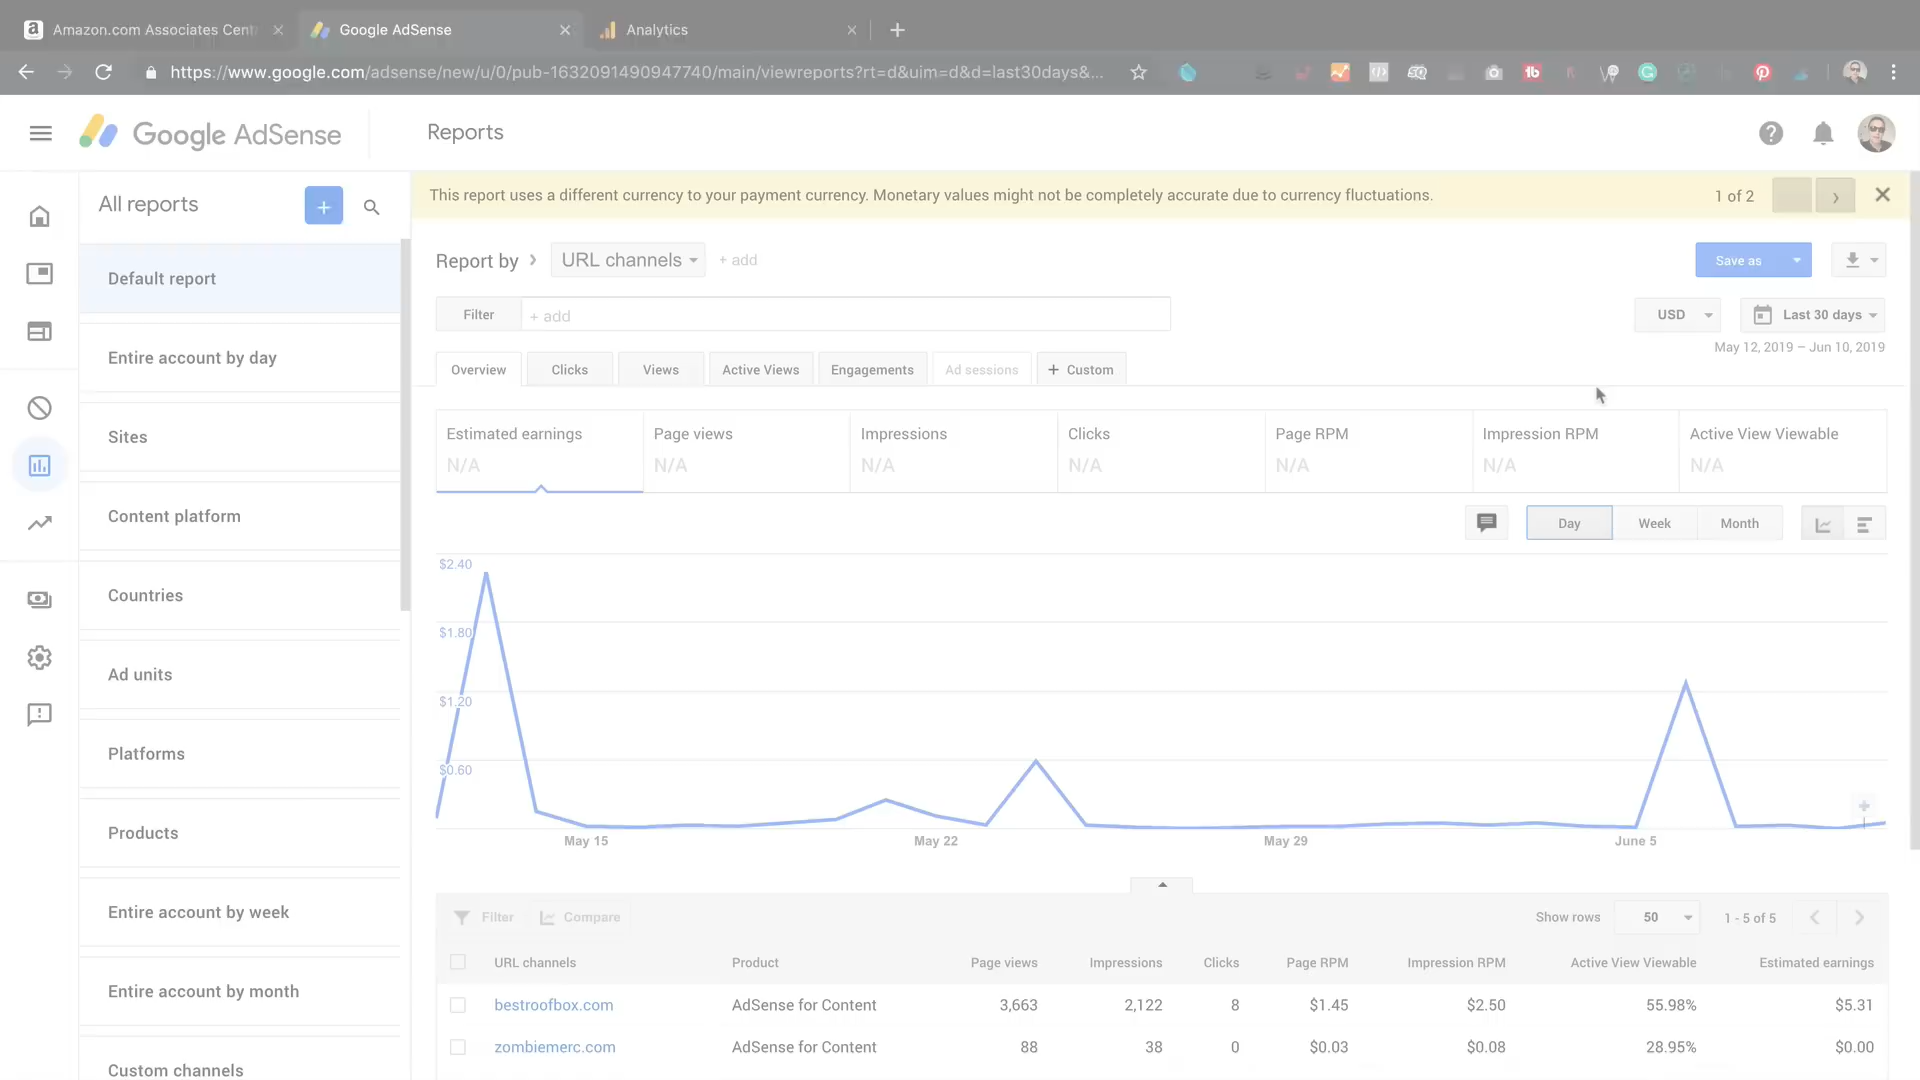 Amazon.com Associates Cent
Google AdSense
Analytics
https://www.google.com/adsense/new/u/0/pub-1632091490947740/main/viewreports?rt=d&uim=d&d=last30days&...
Google AdSense
Reports
All reports
This report uses a different currency to your payment currency. Monetary values might not be completely accurate due to currency fluctuations.
1 of 2
Default report
Entire account by day
Sites
Content platform
Countries
Ad units
Platforms
Products
Entire account by week
Entire account by month
Custom channels
Report by
URL channels
+ add
Save as
Filter
+ add
USD
Last 30 days
May 12, 2019 – Jun 10, 2019
Overview
Clicks
Views
Active Views
Engagements
Ad sessions
+ Custom
Estimated earnings Page views Impressions Clicks Page RPM Impression RPM Active View Viewable
N/A N/A N/A N/A N/A N/A N/A
Day Week Month
$2.40
$1.80
$1.20
$0.60
May 15 May 22 May 29 June 5
Filter Compare Show rows 50 1 - 5 of 5
URL channels Product Page views Impressions Clicks Page RPM Impression RPM Active View Viewable Estimated earnings
bestroofbox.com AdSense for Content 3,663 2,122 8 $1.45 $2.50 55.98% $5.31
zombiemerc.com AdSense for Content 88 38 0 $0.03 $0.08 28.95% $0.00